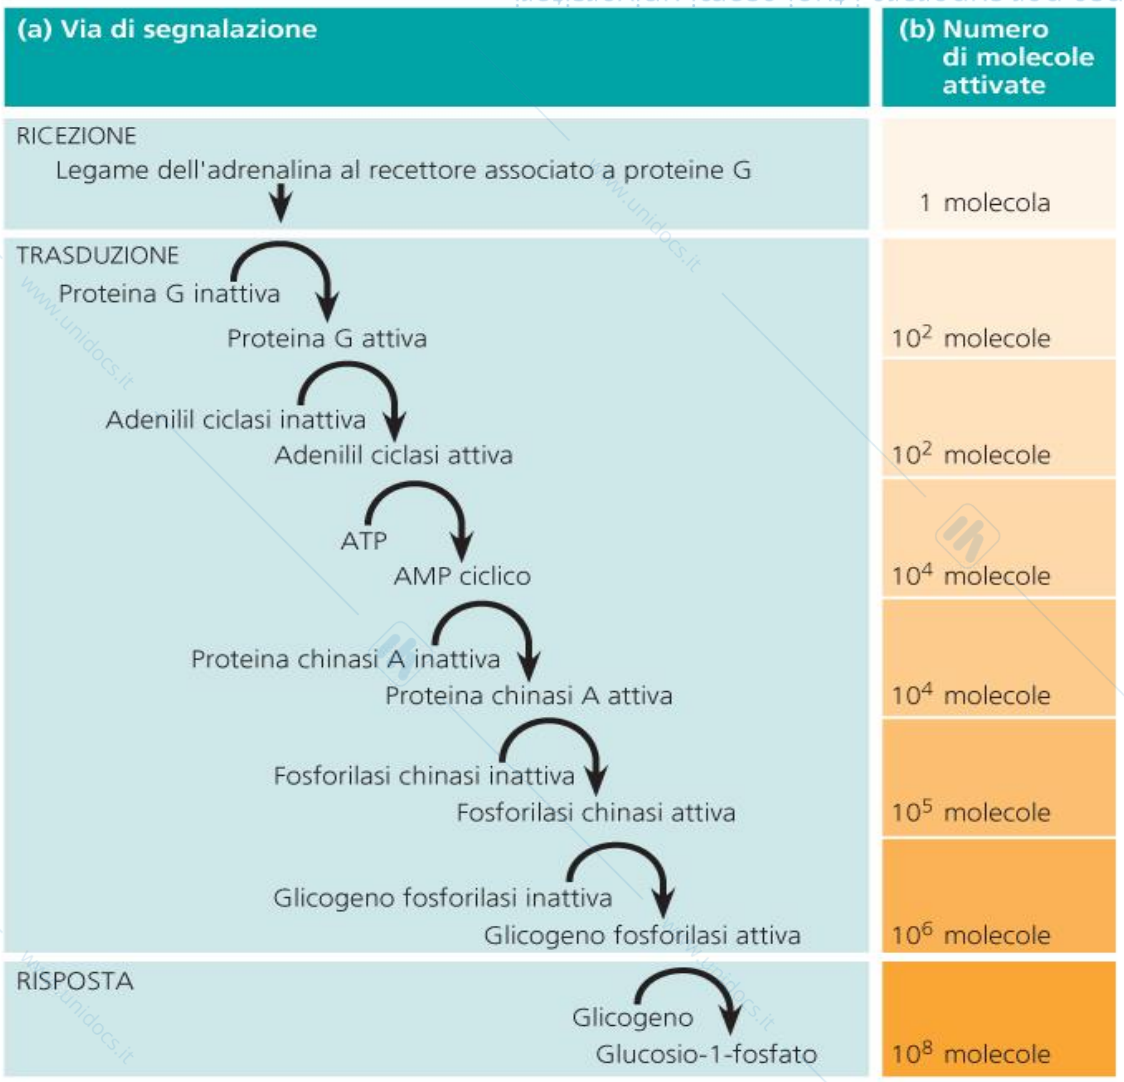 (a) Via di segnalazione
(b) Numero
di molecole
attivate
RICEZIONE
Legame dell'adrenalina al recettore associato a proteine G
1 molecola
TRASDUZIONE
Proteina G inattiva
Proteina G attiva
10² molecole
Adenilil ciclasi inattiva
Adenilil ciclasi attiva
10² molecole
ATP
AMP ciclico
10⁴ molecole
Proteina chinasi A inattiva
Proteina chinasi A attiva
10⁴ molecole
Fosforilasi chinasi inattiva
Fosforilasi chinasi attiva
10⁵ molecole
Glicogeno fosforilasi inattiva
Glicogeno fosforilasi attiva
10⁶ molecole
RISPOSTA
Glicogeno
Glucosio-1-fosfato
10⁸ molecole
www.unidocs.it
www.unidocs.it
www.unidocs.it
www.unidocs.it